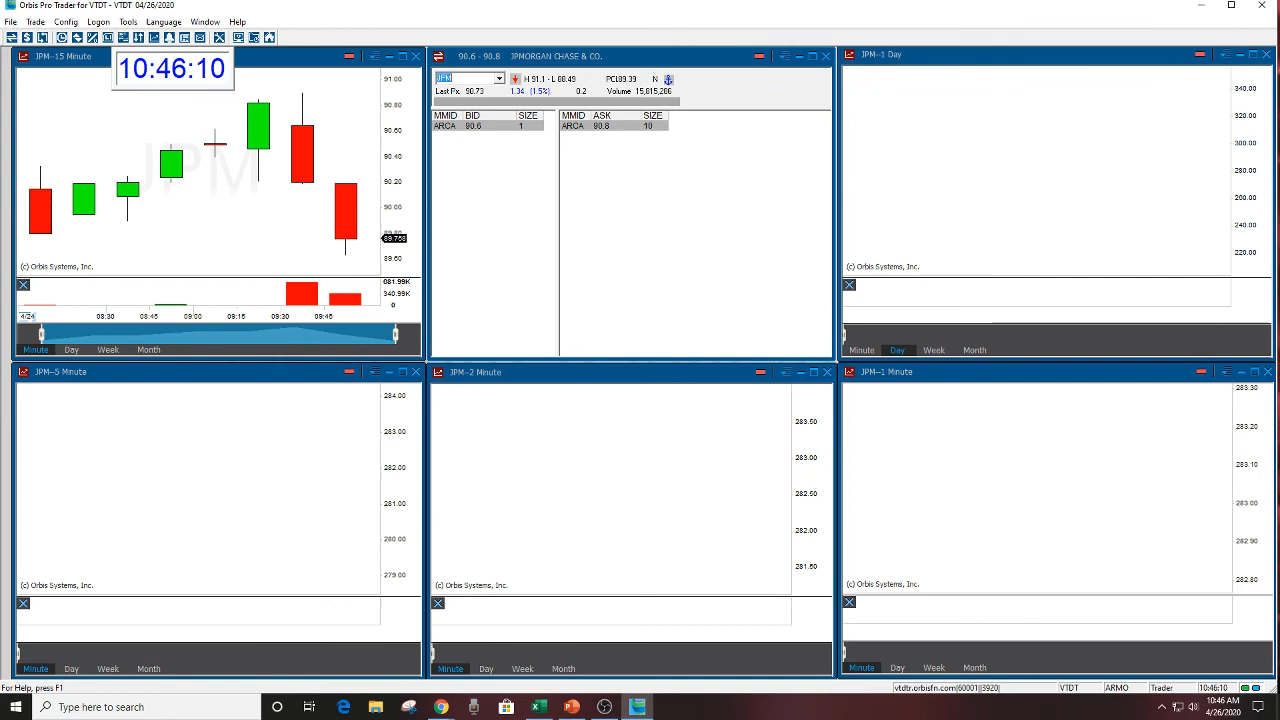 Orbis Pro Trader for VTDT - VTDT 04/26/2020
File Trade Config Logon Tools Language Window Help
10:46:10
JPM--15 Minute
JPM
91.00
90.80
90.60
90.40
90.20
90.00
89.758
89.60
(c) Orbis Systems, Inc.
681.99K
340.99K
0
4/24 08:30 08:45 09:00 09:15 09:30 09:45
Minute Day Week Month
90.6 - 90.8 JPMORGAN CHASE & CO.
JPM H 91.1 - L 88.49 PCl89.39 N
Last Px. 90.73 1.34 (1.5%) 0.2 Volume 15,815,286
MMID BID SIZE MMID ASK SIZE
ARCA 90.6 1 ARCA 90.8 10
JPM--1 Day
340.00
320.00
300.00
280.00
260.00
240.00
220.00
(c) Orbis Systems, Inc.
Minute Day Week Month
JPM--5 Minute
284.00
283.00
282.00
281.00
280.00
279.00
(c) Orbis Systems, Inc.
Minute Day Week Month
JPM--2 Minute
283.50
283.00
282.50
282.00
281.50
(c) Orbis Systems, Inc.
Minute Day Week Month
JPM--1 Minute
283.30
283.20
283.10
283.00
282.90
282.80
(c) Orbis Systems, Inc.
Minute Day Week Month
For Help, press F1
vtdtr.orbisfn.com|60001||3920| VTDT ARMO Trader 10:46:10
Type here to search
10:46 AM
4/26/2020